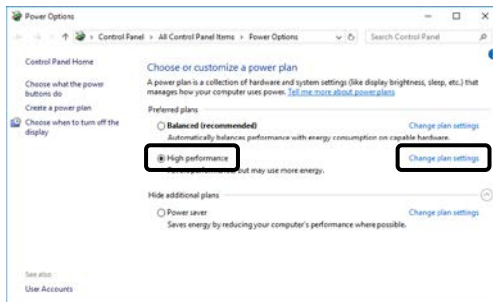 Power Options
Control Panel > All Control Panel Items > Power Options
Search Control Panel
Control Panel Home
Choose what the power
buttons do
Create a power plan
Choose when to turn off the
display
Choose or customize a power plan
A power plan is a collection of hardware and system settings (like display brightness, sleep, etc.) that
manages how your computer uses power. Tell me more about power plans
Preferred plans
Balanced (recommended) Change plan settings
Automatically balances performance with energy consumption on capable hardware.
High performance Change plan settings
but may use more energy.
Hide additional plans
Power saver Change plan settings
Saves energy by reducing your computer's performance where possible.
See also
User Accounts